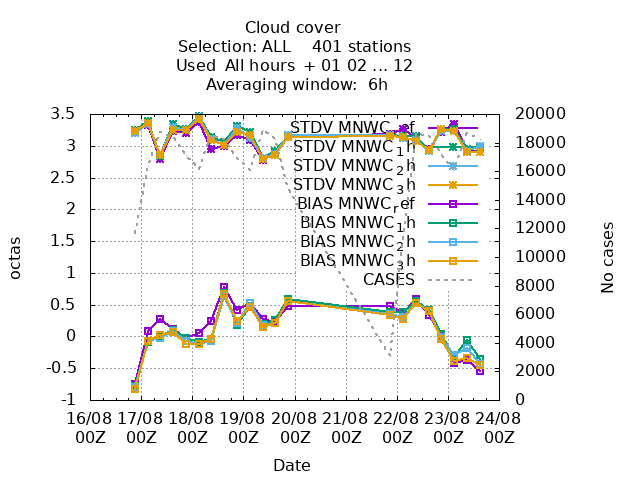 Cloud cover
Selection: ALL 401 stations
Used All hours + 01 02 ... 12
Averaging window: 6h
3.5
3
2.5
2
1.5
1
0.5
0
-0.5
-1
20000
18000
16000
14000
12000
10000
8000
6000
4000
2000
0
octas
No cases
STDV MNWC_ref
STDV MNWC_1h
STDV MNWC_2h
STDV MNWC_3h
BIAS MNWC_ref
BIAS MNWC_1h
BIAS MNWC_2h
BIAS MNWC_3h
CASES
16/08 17/08 18/08 19/08 20/08 21/08 22/08 23/08 24/08
00Z 00Z 00Z 00Z 00Z 00Z 00Z 00Z 00Z
Date